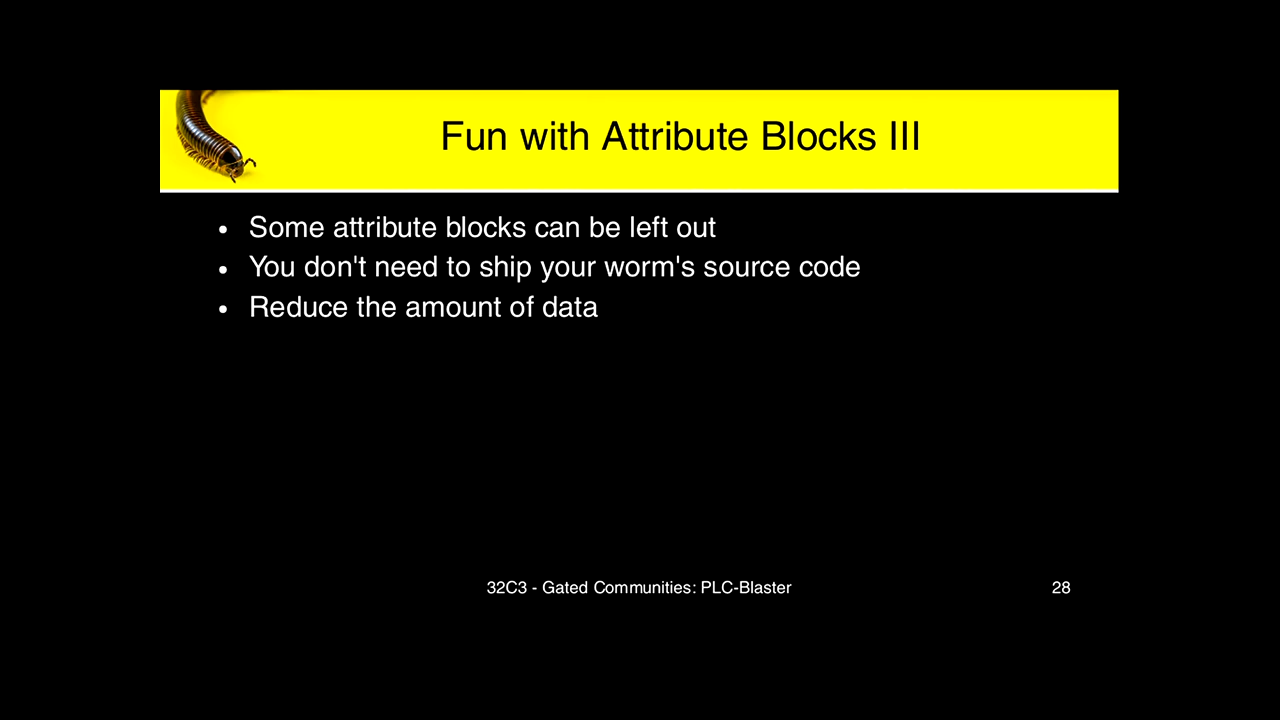 Fun with Attribute Blocks III
• Some attribute blocks can be left out
• You don't need to ship your worm's source code
• Reduce the amount of data
32C3 - Gated Communities: PLC-Blaster
28